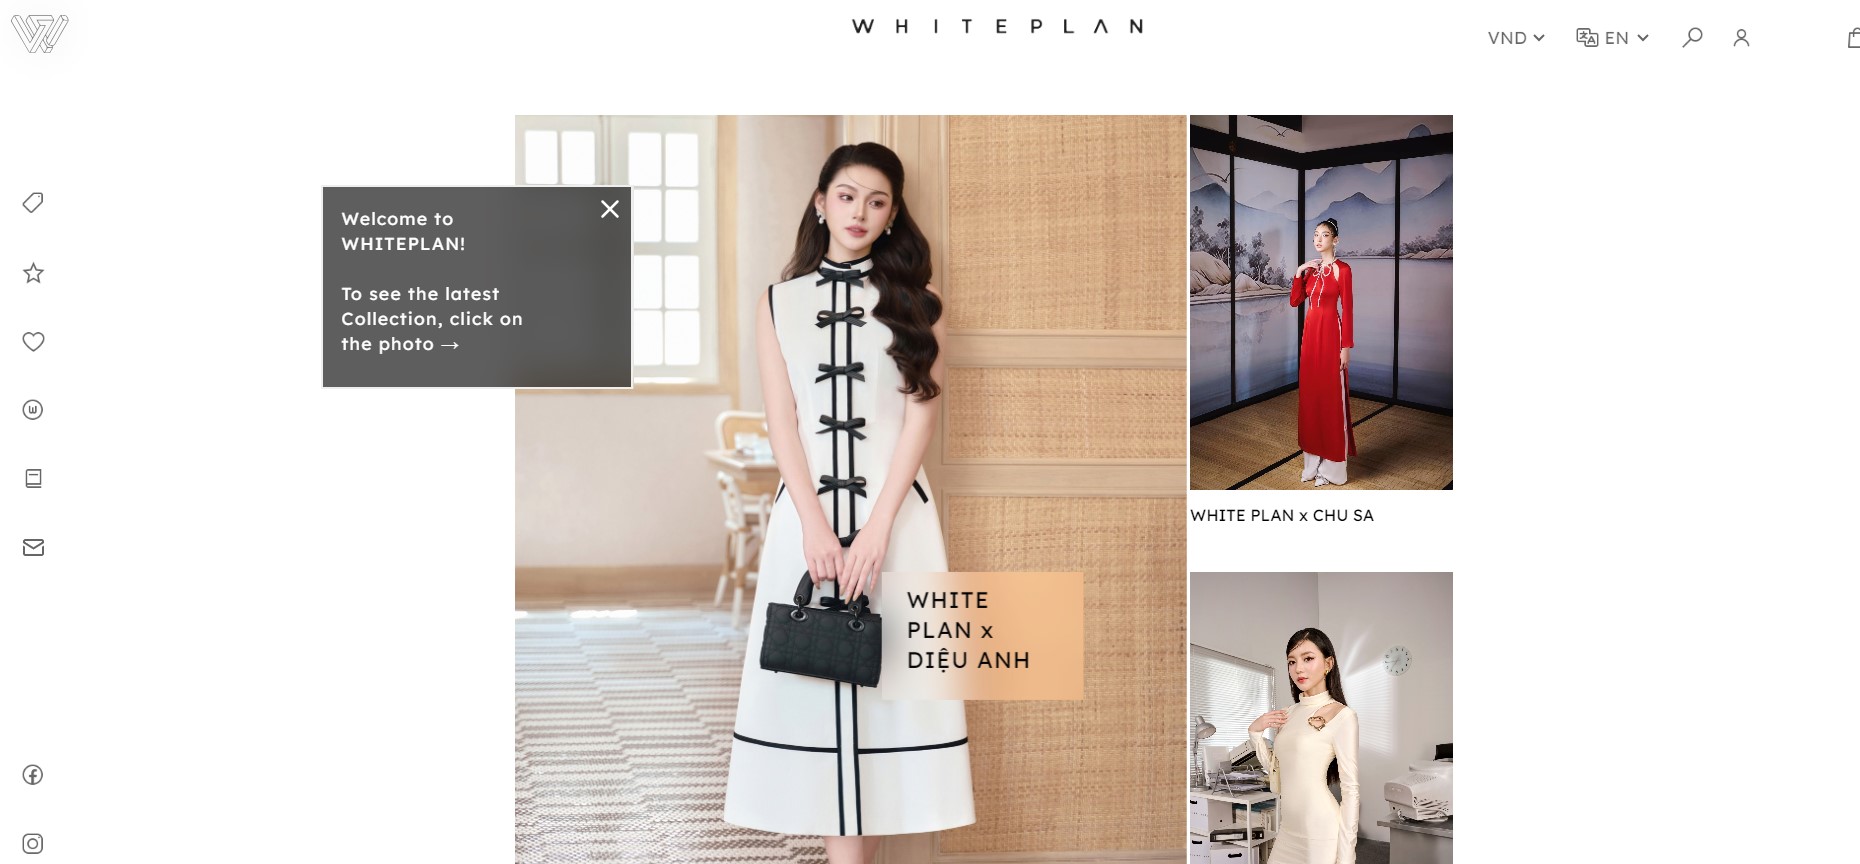 WHITEPLAN
VND
EN
Welcome to
WHITEPLAN!
To see the latest
Collection, click on
the photo →
WHITE
PLAN x
DIỆU ANH
WHITE PLAN x CHU SA